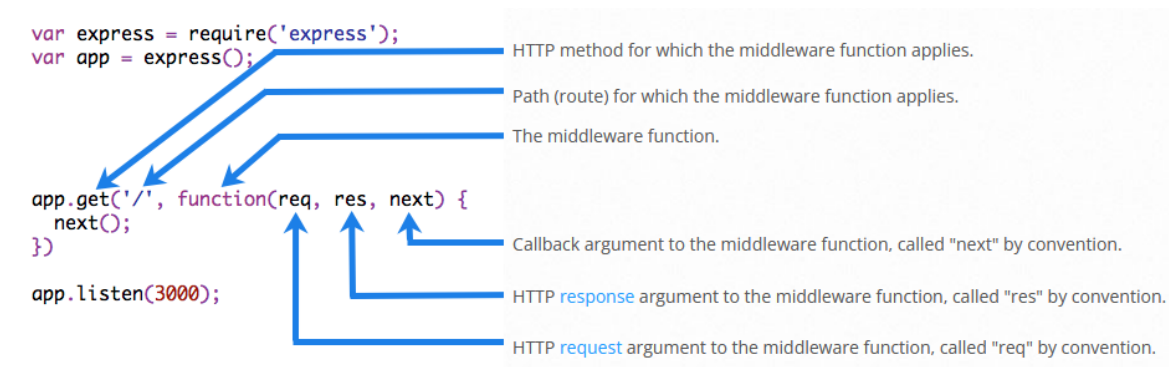 var express = require('express');
var app = express();
HTTP method for which the middleware function applies.
Path (route) for which the middleware function applies.
The middleware function.
app.get('/', function(req, res, next) {
  next();
})
Callback argument to the middleware function, called "next" by convention.
app.listen(3000);
HTTP response argument to the middleware function, called "res" by convention.
HTTP request argument to the middleware function, called "req" by convention.